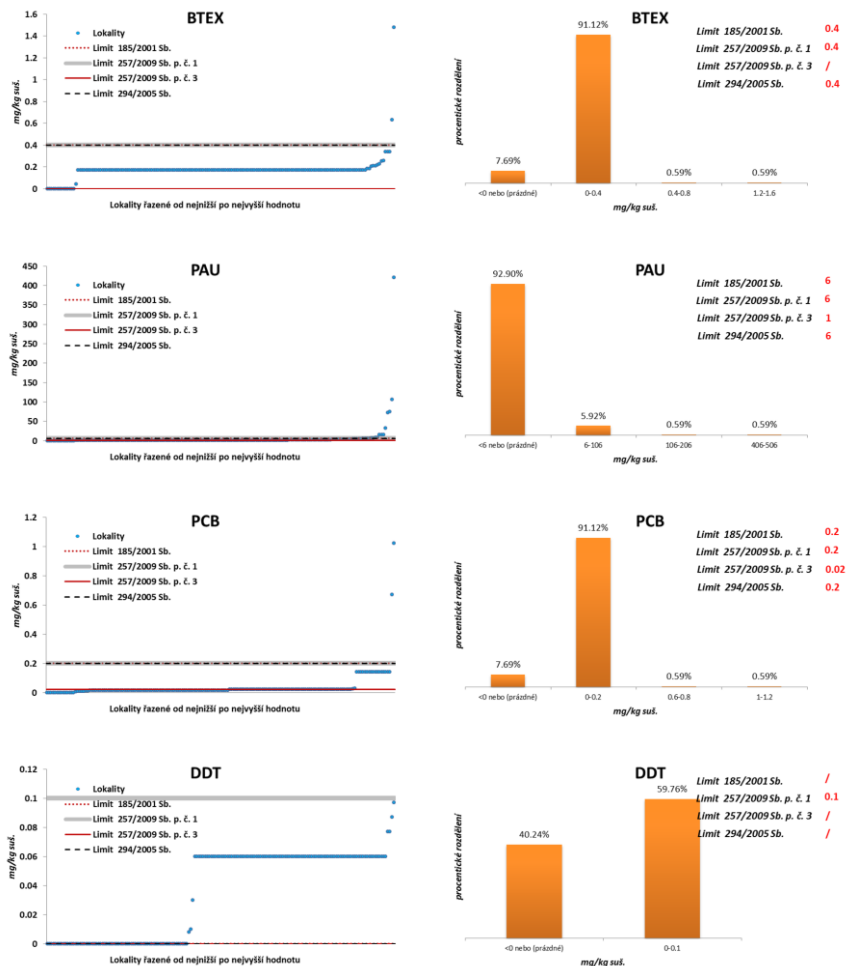 BTEX
1.6
1.4
1.2
1
0.8
0.6
0.4
0.2
0
mg/kg suš.
Lokality
Limit 185/2001 Sb.
Limit 257/2009 Sb. p. č. 1
Limit 257/2009 Sb. p. č. 3
Limit 294/2005 Sb.
Lokality řazené od nejnižší po nejvyšší hodnotu
BTEX
procentické rozdělení
7.69%
91.12%
0.59%
0.59%
<0 nebo (prázdné)
0-0.4
0.4-0.8
1.2-1.6
mg/kg suš.
Limit 185/2001 Sb. 0.4
Limit 257/2009 Sb. p. č. 1 0.4
Limit 257/2009 Sb. p. č. 3 /
Limit 294/2005 Sb. 0.4
PAU
450
400
350
300
250
200
150
100
50
0
mg/kg suš.
Lokality
Limit 185/2001 Sb.
Limit 257/2009 Sb. p. č. 1
Limit 257/2009 Sb. p. č. 3
Limit 294/2005 Sb.
Lokality řazené od nejnižší po nejvyšší hodnotu
PAU
procentické rozdělení
92.90%
5.92%
0.59%
0.59%
<6 nebo (prázdné)
6-106
106-206
406-506
mg/kg suš.
Limit 185/2001 Sb. 6
Limit 257/2009 Sb. p. č. 1 6
Limit 257/2009 Sb. p. č. 3 1
Limit 294/2005 Sb. 6
PCB
1.2
1
0.8
0.6
0.4
0.2
0
mg/kg suš.
Lokality
Limit 185/2001 Sb.
Limit 257/2009 Sb. p. č. 1
Limit 257/2009 Sb. p. č. 3
Limit 294/2005 Sb.
Lokality řazené od nejnižší po nejvyšší hodnotu
PCB
procentické rozdělení
7.69%
91.12%
0.59%
0.59%
<0 nebo (prázdné)
0-0.2
0.6-0.8
1-1.2
mg/kg suš.
Limit 185/2001 Sb. 0.2
Limit 257/2009 Sb. p. č. 1 0.2
Limit 257/2009 Sb. p. č. 3 0.02
Limit 294/2005 Sb. 0.2
DDT
0.12
0.1
0.08
0.06
0.04
0.02
0
mg/kg suš.
Lokality
Limit 185/2001 Sb.
Limit 257/2009 Sb. p. č. 1
Limit 257/2009 Sb. p. č. 3
Limit 294/2005 Sb.
Lokality řazené od nejnižší po nejvyšší hodnotu
DDT
procentické rozdělení
40.24%
59.76%
<0 nebo (prázdné)
0-0.1
mg/kg suš.
Limit 185/2001 Sb. /
Limit 257/2009 Sb. p. č. 1 0.1
Limit 257/2009 Sb. p. č. 3 /
Limit 294/2005 Sb. /